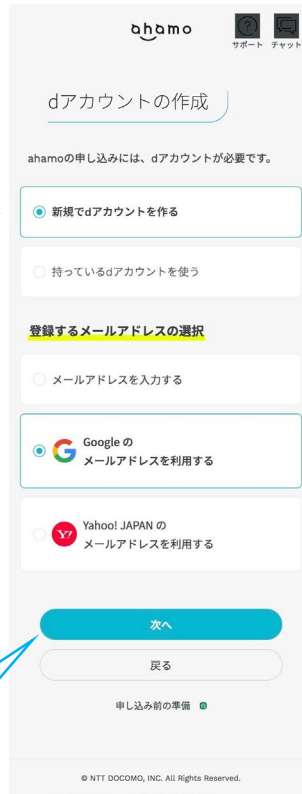 ahamo
サポート チャット
dアカウントの作成
ahamoの申し込みには、dアカウントが必要です。
新規でdアカウントを作る
持っているdアカウントを使う
登録するメールアドレスの選択
メールアドレスを入力する
Google の
メールアドレスを利用する
Yahoo! JAPAN の
メールアドレスを利用する
次へ
戻る
申し込み前の準備
© NTT DOCOMO, INC. All Rights Reserved.